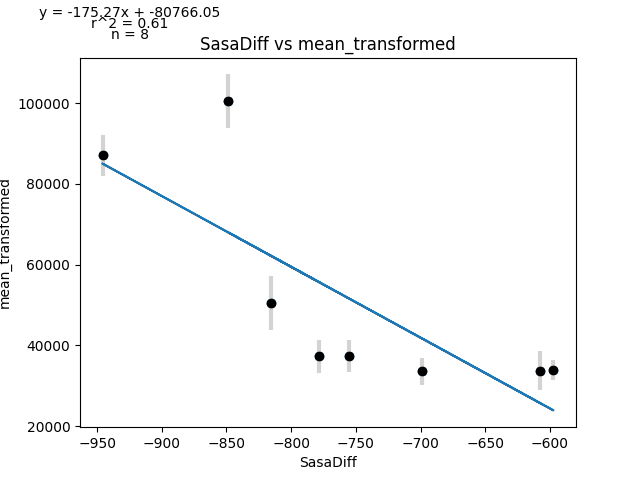 y = -175.27x + -80766.05
r^2 = 0.61
n = 8
SasaDiff vs mean_transformed
100000
80000
60000
40000
20000
mean_transformed
−950
−900
−850
−800
−750
−700
−650
−600
SasaDiff